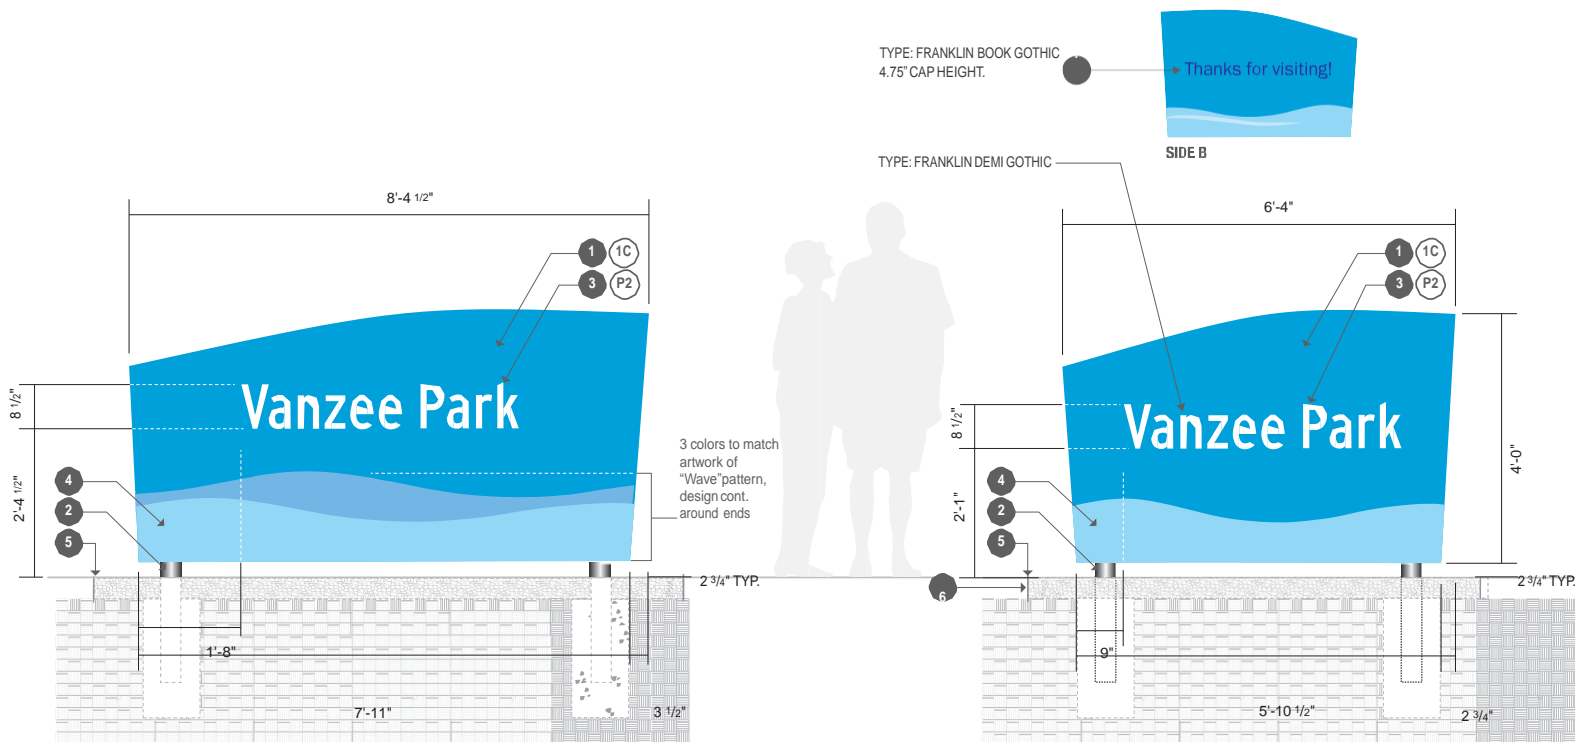 TYPE: FRANKLIN BOOK GOTHIC
4.75" CAP HEIGHT.
Thanks for visiting!
SIDE B
TYPE: FRANKLIN DEMI GOTHIC
8'-4 1/2"
1 1C
3 P2
8 1/2"
2'-4 1/2"
Vanzee Park
4
2
5
3 colors to match
artwork of
“Wave”pattern,
design cont.
around ends
2 3/4" TYP.
1'-8"
7'-11"
3 1/2"
6'-4"
1 1C
3 P2
8 1/2"
2'-1"
Vanzee Park
4'-0"
4
2
5
6
2 3/4" TYP.
9"
5'-10 1/2"
2 3/4"